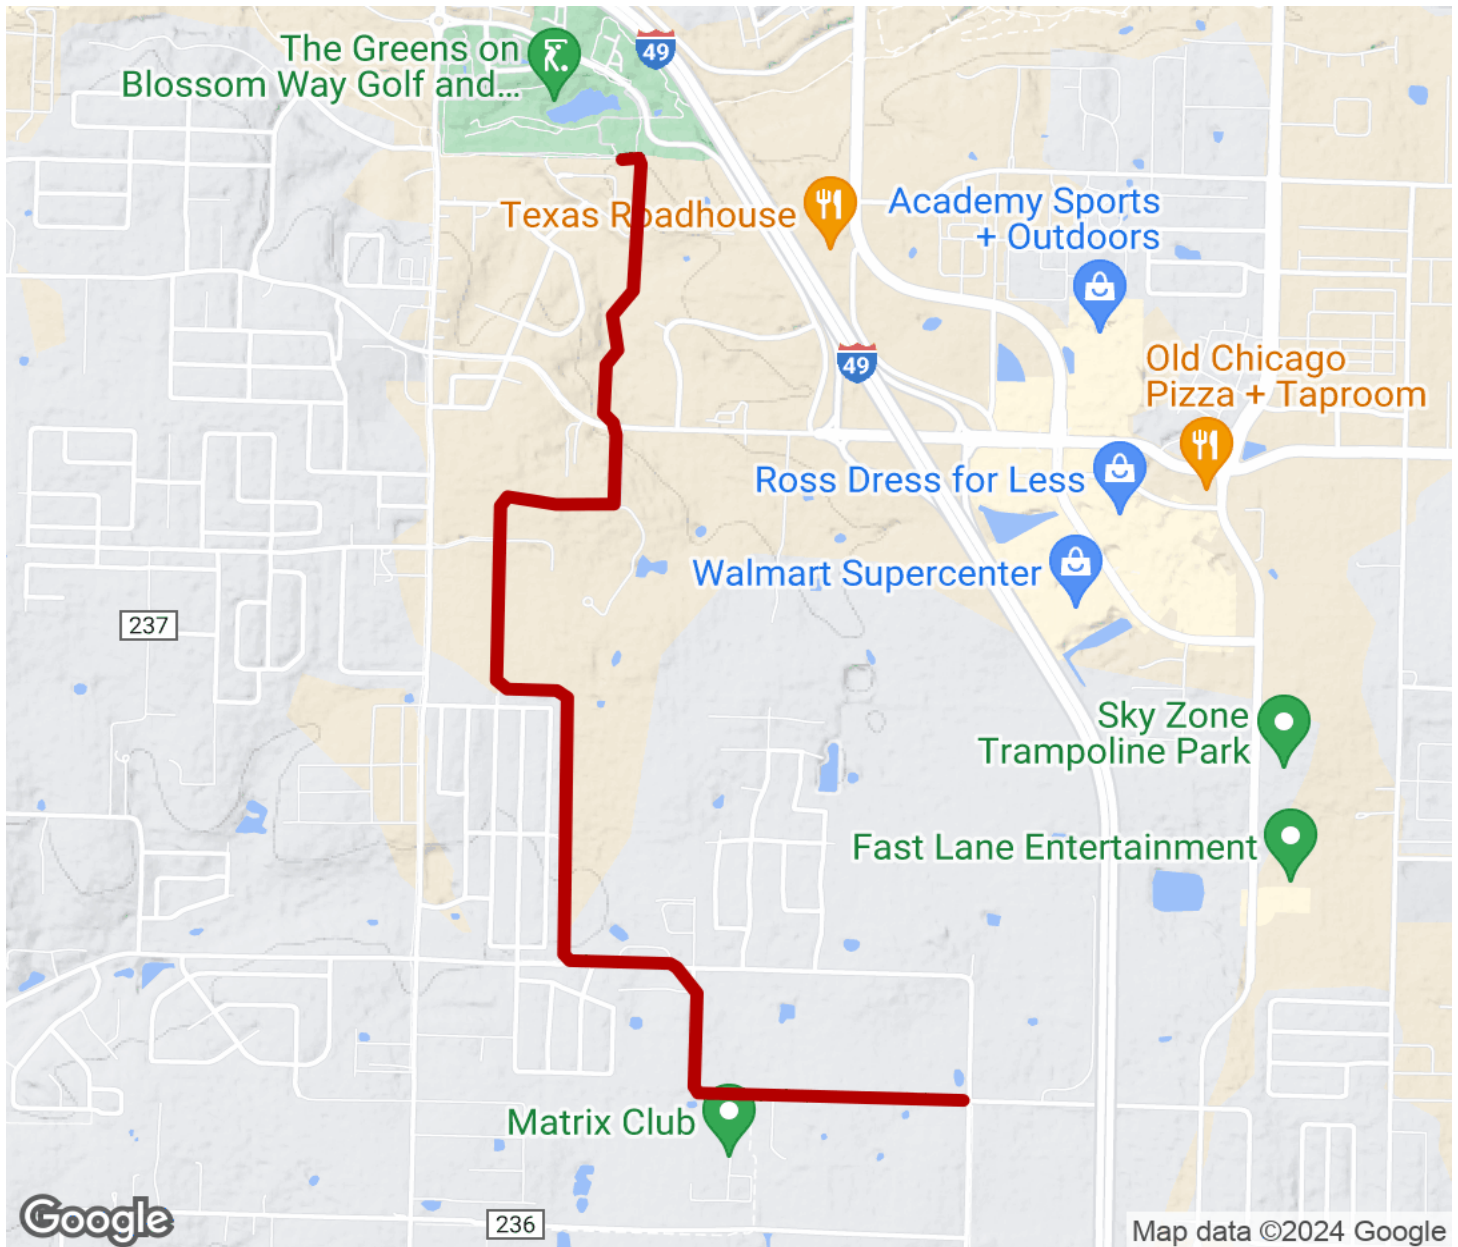 The Greens on
Blossom Way Golf and...
49
Texas Roadhouse
Academy Sports
+ Outdoors
49
Old Chicago
Pizza + Taproom
Ross Dress for Less
Walmart Supercenter
237
Sky Zone
Trampoline Park
Fast Lane Entertainment
Matrix Club
Google
236
Map data ©2024 Google